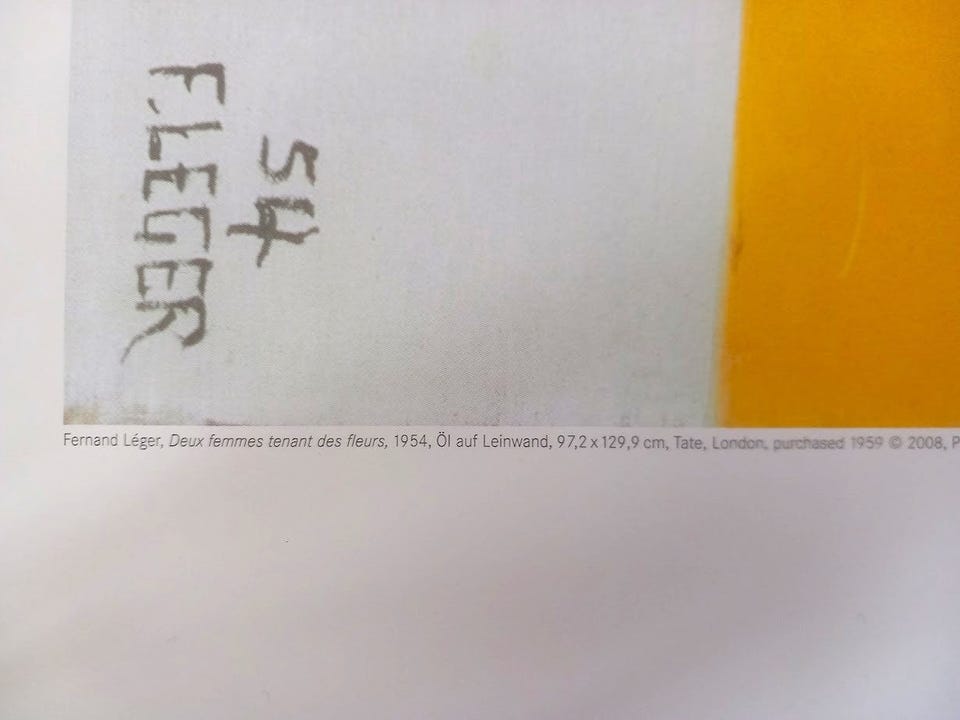 54
F.LEGER
Fernand Léger, Deux femmes tenant des fleurs, 1954, Öl auf Leinwand, 97,2 x 129,9 cm, Tate, London, purchased 1959 © 2008, P